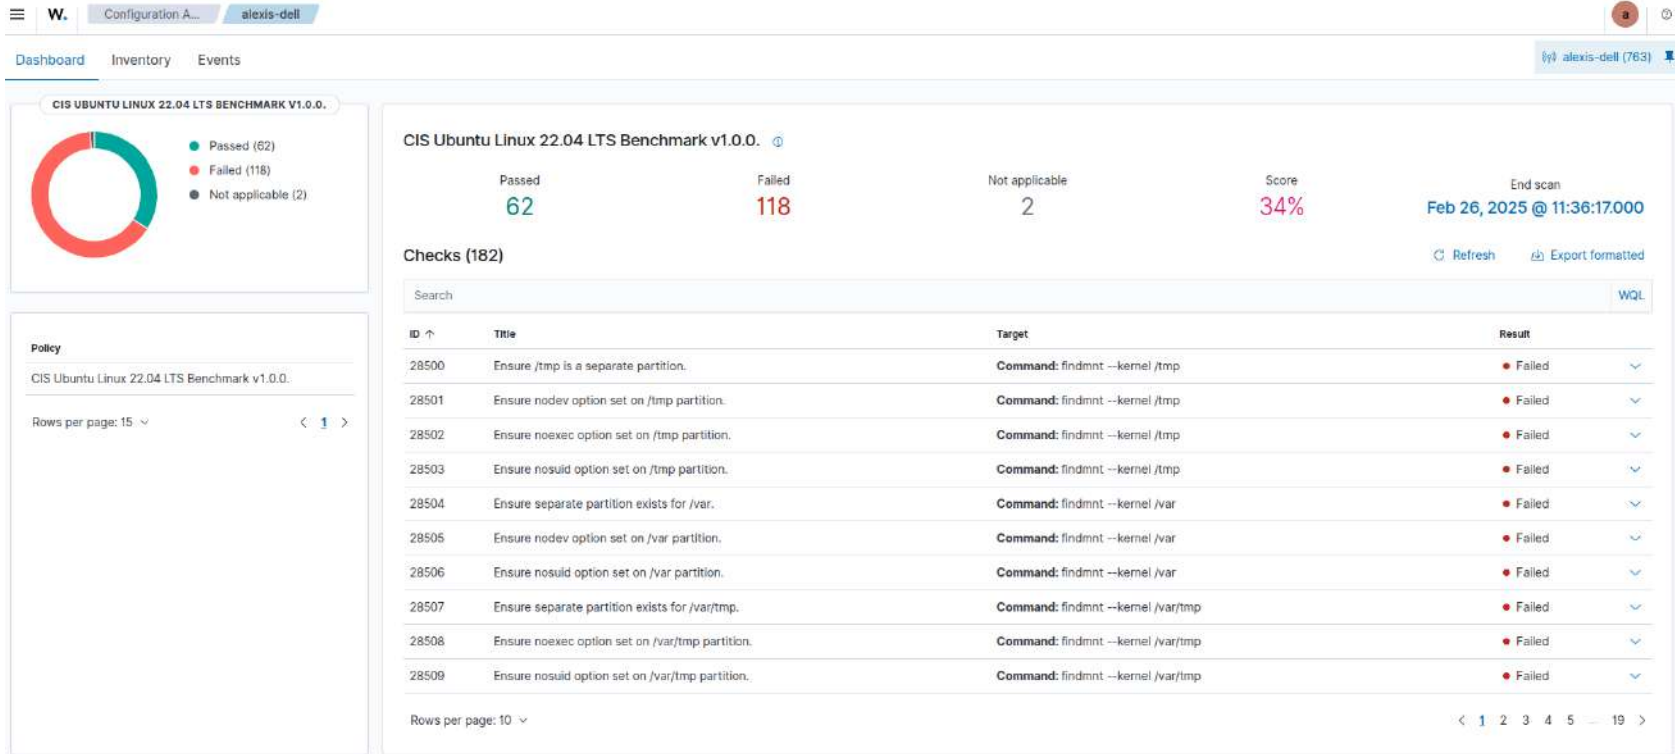 W. Configuration A... alexis-dell a
Dashboard Inventory Events alexis-dell (763)
CIS UBUNTU LINUX 22.04 LTS BENCHMARK V1.0.0.
Passed (62)
Failed (118)
Not applicable (2)
Policy
CIS Ubuntu Linux 22.04 LTS Benchmark v1.0.0.
Rows per page: 15 < 1 >
CIS Ubuntu Linux 22.04 LTS Benchmark v1.0.0.
Passed Failed Not applicable Score End scan
62 118 2 34% Feb 26, 2025 @ 11:36:17.000
Checks (182) Refresh Export formatted
Search WQL
ID ↑ Title Target Result
28500 Ensure /tmp is a separate partition. Command: findmnt --kernel /tmp Failed
28501 Ensure nodev option set on /tmp partition. Command: findmnt --kernel /tmp Failed
28502 Ensure noexec option set on /tmp partition. Command: findmnt --kernel /tmp Failed
28503 Ensure nosuid option set on /tmp partition. Command: findmnt --kernel /tmp Failed
28504 Ensure separate partition exists for /var. Command: findmnt --kernel /var Failed
28505 Ensure nodev option set on /var partition. Command: findmnt --kernel /var Failed
28506 Ensure nosuid option set on /var partition. Command: findmnt --kernel /var Failed
28507 Ensure separate partition exists for /var/tmp. Command: findmnt --kernel /var/tmp Failed
28508 Ensure noexec option set on /var/tmp partition. Command: findmnt --kernel /var/tmp Failed
28509 Ensure nosuid option set on /var/tmp partition. Command: findmnt --kernel /var/tmp Failed
Rows per page: 10 < 1 2 3 4 5 ... 19 >